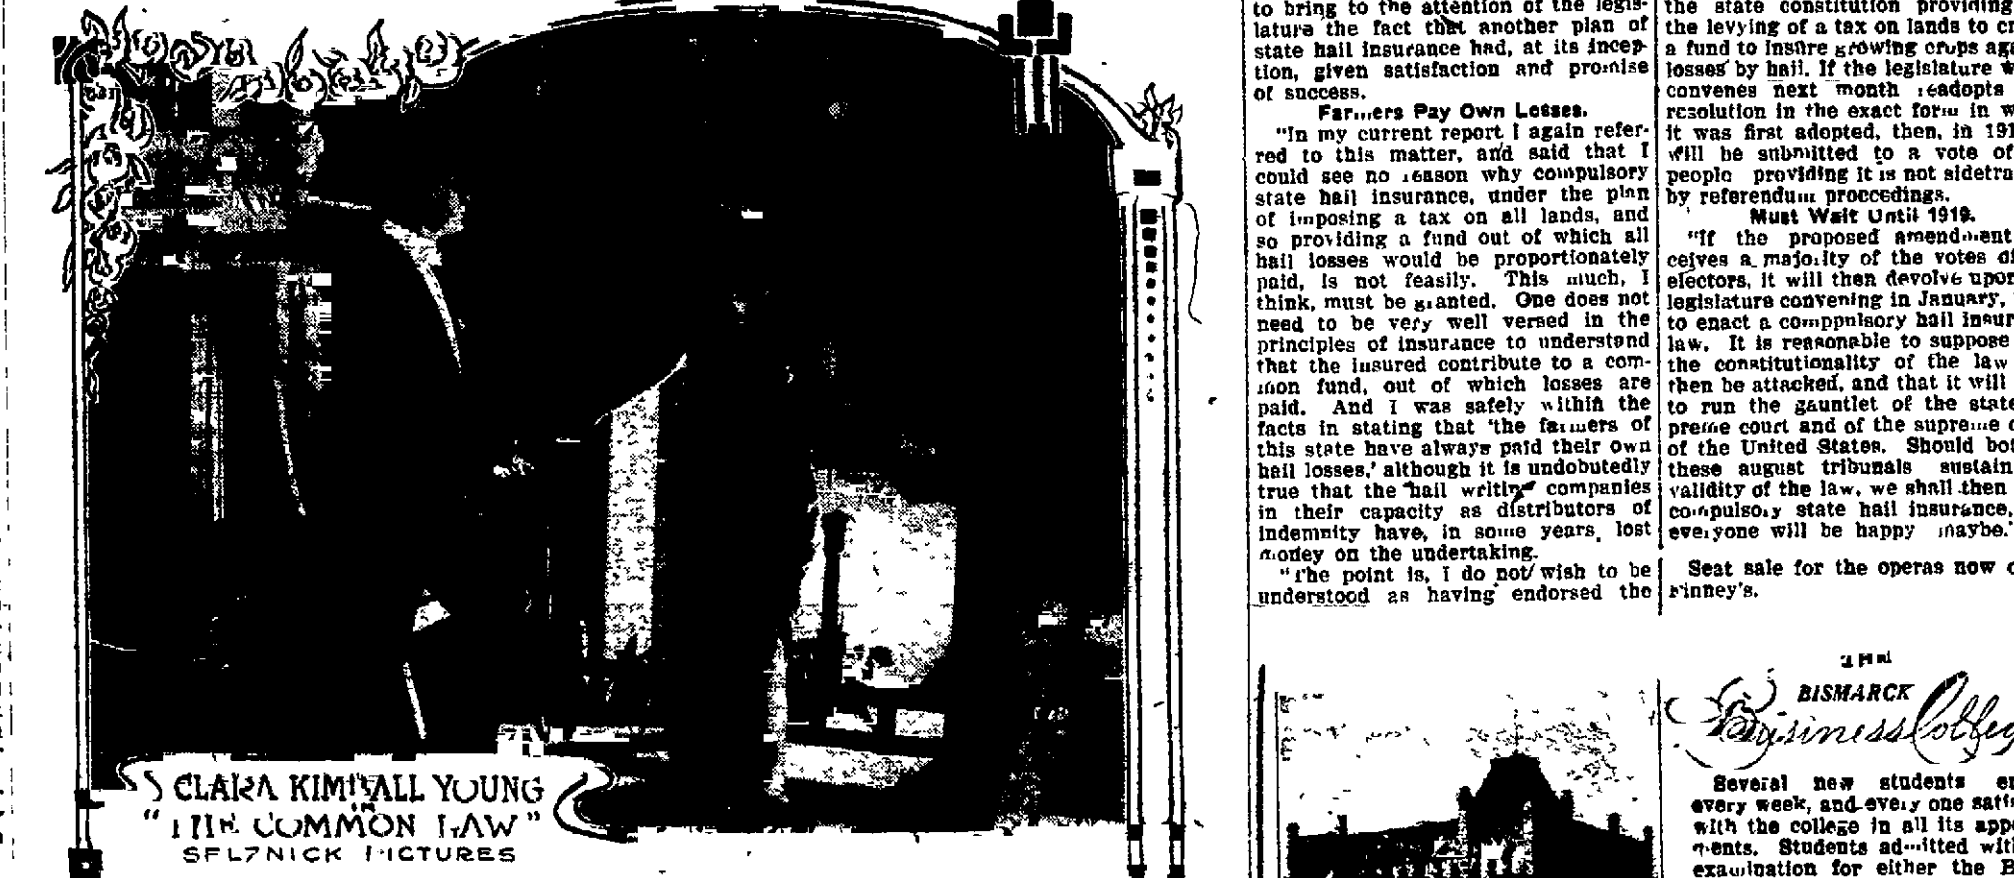 CLARA KIMBALL YOUNG
IN
"THE COMMON LAW"
SELZNICK PICTURES
to bring to the attention of the legis-
lature the fact that another plan of
state hail insurance had, at its incep-
tion, given satisfaction and promise
of success.
Farmers Pay Own Losses.
"In my current report I again refer-
red to this matter, and said that I
could see no reason why compulsory
state hail insurance, under the plan
of imposing a tax on all lands, and
so providing a fund out of which all
hail losses would be proportionately
paid, is not feasily. This much, I
think, must be granted. One does not
need to be very well versed in the
principles of insurance to understand
that the insured contribute to a com-
mon fund, out of which losses are
paid. And I was safely within the
facts in stating that 'the farmers of
this state have always paid their own
hail losses,' although it is undobutedly
true that the hail writing companies
in their capacity as distributors of
indemnity have, in some years, lost
money on the undertaking.
"The point is, I do not wish to be
understood as having endorsed the
the state constitution providing
the levying of a tax on lands to
a fund to insure growing crops
losses by hail. If the legislature
convenes next month readopts
resolution in the exact form in
it was first adopted, then, in
will be submitted to a vote of
people providing it is not
by referendum proceedings.
Must Wait Until 1919.
"If the proposed amendment
ceives a majority of the votes
electors, it will then devolve
legislature convening in January,
to enact a comppulsory hail
law. It is reasonable to suppose
the constitutionality of the law
then be attacked, and that it will
to run the gauntlet of the
preme court and of the supreme
of the United States. Should
these august tribunals sustain
validity of the law, we shall then
compulsory state hail insurance,
everyone will be happy maybe.
Seat sale for the operas now
Finney's.
THE
BISMARCK
Business
Several new students
every week, and every one
with the college in all its
ments. Students admitted
examination for either the